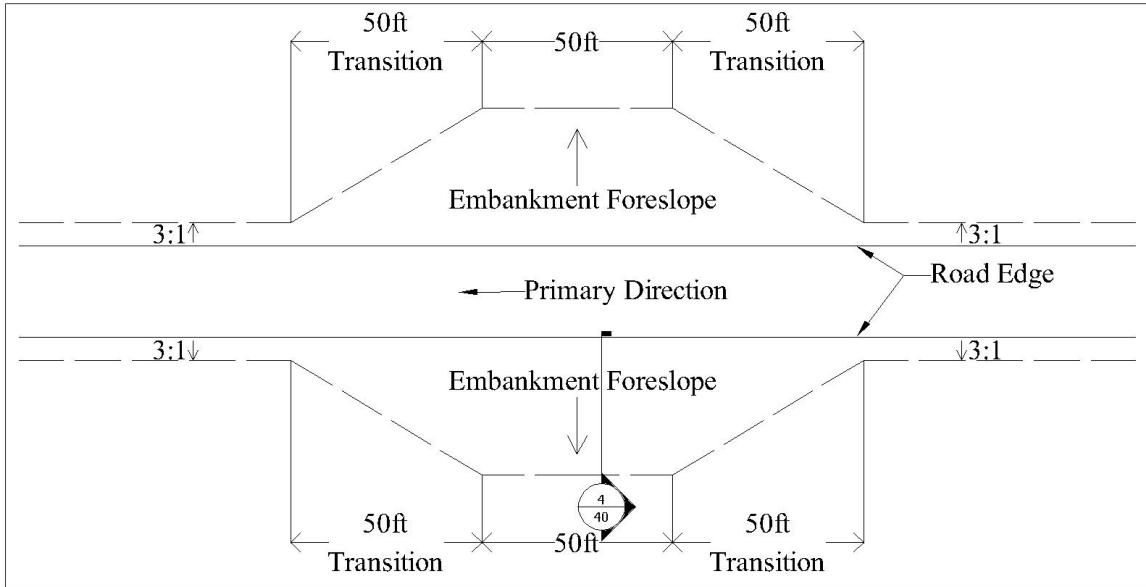 50ft
Transition
50ft
50ft
Transition
Embankment Foreslope
3:1
3:1
Road Edge
Primary Direction
3:1
3:1
Embankment Foreslope
4
40
50ft
Transition
50ft
50ft
Transition